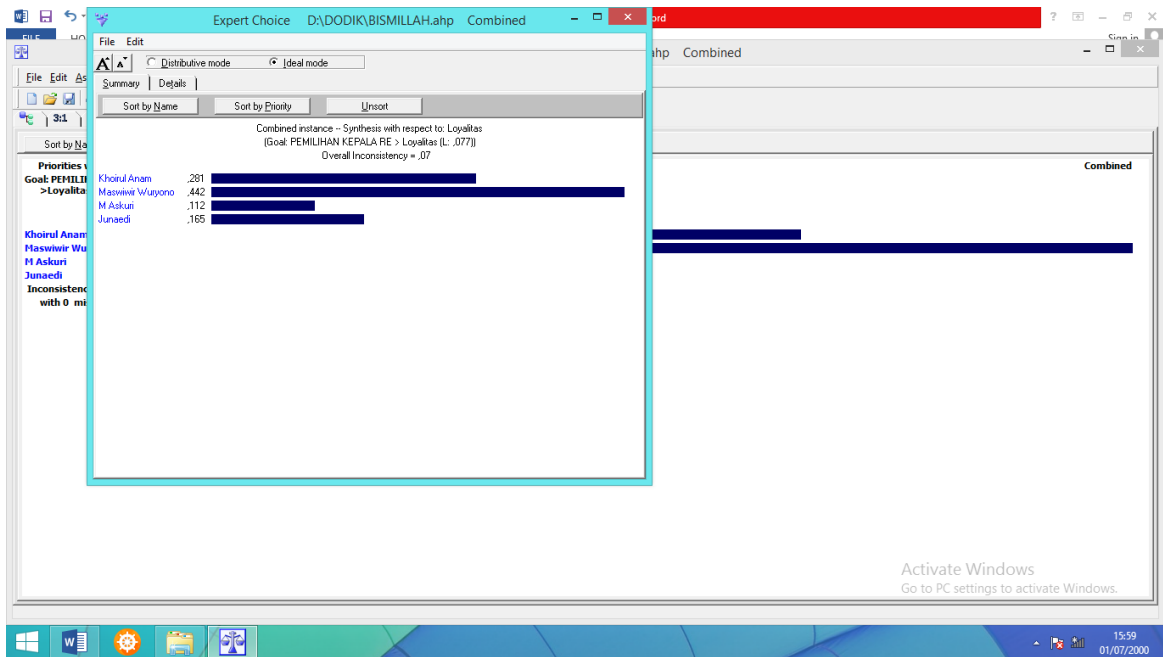 Expert Choice D:\DODIK\BISMILLAH.ahp Combined
ord
Sign in
FILE HO
File Edit
ahp Combined
Distributive mode Ideal mode
File Edit As
Summary Details
Sort by Name Sort by Priority Unsort
3:1
Combined instance -- Synthesis with respect to: Loyalitas
(Goal: PEMILIHAN KEPALA RE > Loyalitas (L: ,077))
Overall Inconsistency = ,07
Sort by Na
Priorities w
Combined
Goal: PEMILI
>Loyalita
Khoirul Anam ,281
Maswiwir Wuryono ,442
M Askuri ,112
Junaedi ,165
Khoirul Anam
Maswiwir Wu
M Askuri
Junaedi
Inconsistenc
with 0 mi
Activate Windows
Go to PC settings to activate Windows.
15:59
01/07/2000